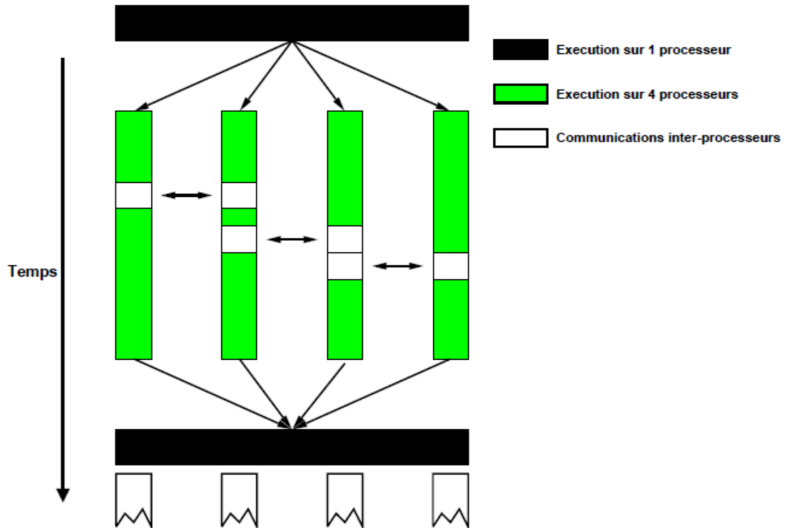 Execution sur 1 processeur
Execution sur 4 processeurs
Communications inter-processeurs
Temps